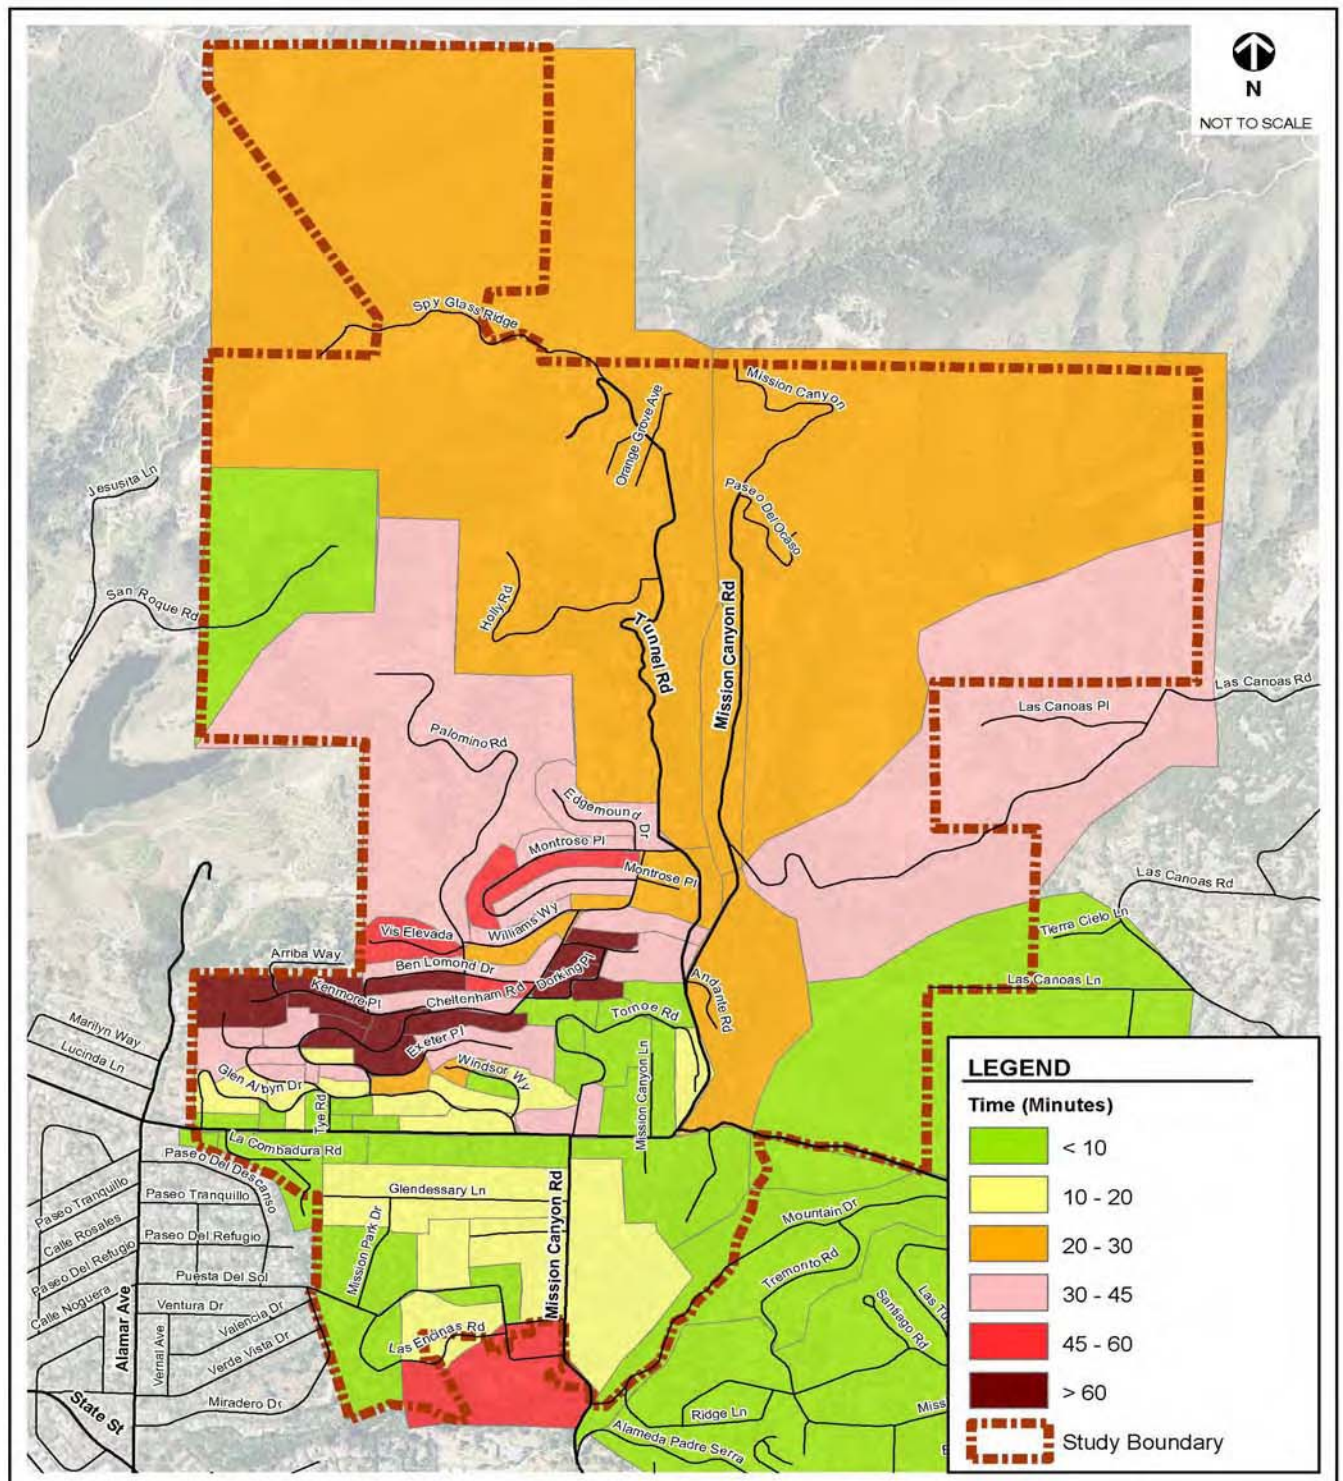 N
NOT TO SCALE
Spy Glass Ridge
Mission Canyon
Orange Grove Ave
Jesusita Ln
Paseo Del Ocaso
San Roque Rd
Holly Rd
Tunnel Rd
Mission Canyon Rd
Las Canoas Rd
Las Canoas Pl
Palomino Rd
Edgemound Dr
Montrose Pl
Montrose Pl
Las Canoas Rd
Williams Wy
Tierra Cielo Ln
Vis Elevada
Arriba Way
Ben Lomond Dr
Dorking Pl
Las Canoas Ln
Kenmore Pl
Cheltenham Rd
Andante Rd
Tornoe Rd
Marilyn Way
Lucinda Ln
Exeter Pl
Windsor Wy
Mission Canyon Ln
Glen Albyn Dr
Tye Rd
La Combadura Rd
Paseo Del Descanso
Paseo Tranquillo
Paseo Tranquillo
Glendessary Ln
Calle Rosales
Paseo Del Refugio
Paseo Del Refugio
Mission Park Dr
Mission Canyon Rd
Mountain Dr
Puesta Del Sol
Tremonto Rd
Calle Noguera
Ventura Dr
Valencia Dr
Santiago Rd
Las Tu
Alamar Ave
Vernal Ave
Verde Vista Dr
Las Encinas Rd
State St
Miradero Dr
Ridge Ln
Miss
Alameda Padre Serra
E
LEGEND
Time (Minutes)
< 10
10 - 20
20 - 30
30 - 45
45 - 60
> 60
Study Boundary